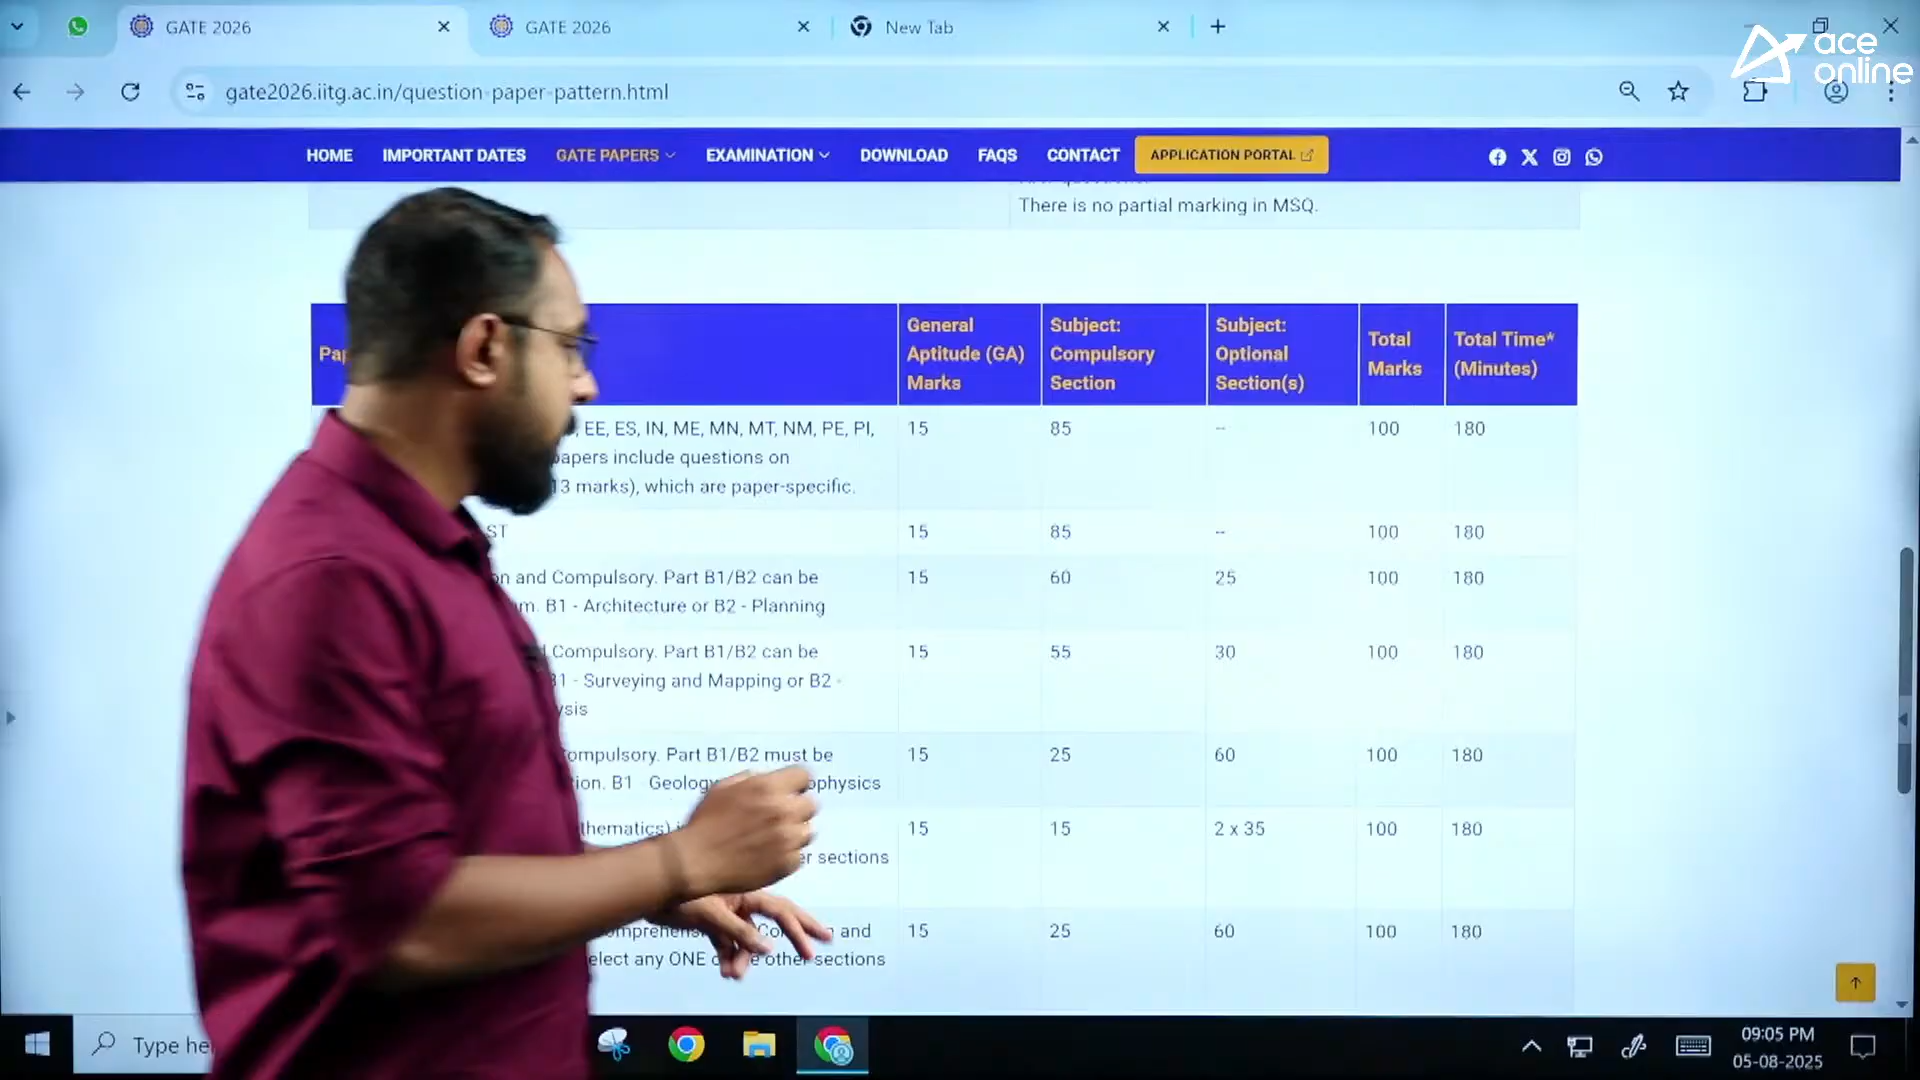 GATE 2026
GATE 2026
New Tab
ace
online
gate2026.iitg.ac.in/question-paper-pattern.html
HOME IMPORTANT DATES GATE PAPERS EXAMINATION DOWNLOAD FAQS CONTACT APPLICATION PORTAL
There is no partial marking in MSQ.
General Aptitude (GA) Marks
Subject: Compulsory Section
Subject: Optional Section(s)
Total Marks
Total Time* (Minutes)
EE, ES, IN, ME, MN, MT, NM, PE, PI, 15 85 -- 100 180
papers include questions on
13 marks), which are paper-specific.
ST 15 85 -- 100 180
and Compulsory. Part B1/B2 can be 15 60 25 100 180
B1 - Architecture or B2 - Planning
Compulsory. Part B1/B2 can be 15 55 30 100 180
- Surveying and Mapping or B2 -
Compulsory. Part B1/B2 must be 15 25 60 100 180
B1 Geology
15 15 2 x 35 100 180
sections
and 15 25 60 100 180
select any ONE other sections
Type
09:05 PM
05-08-2025